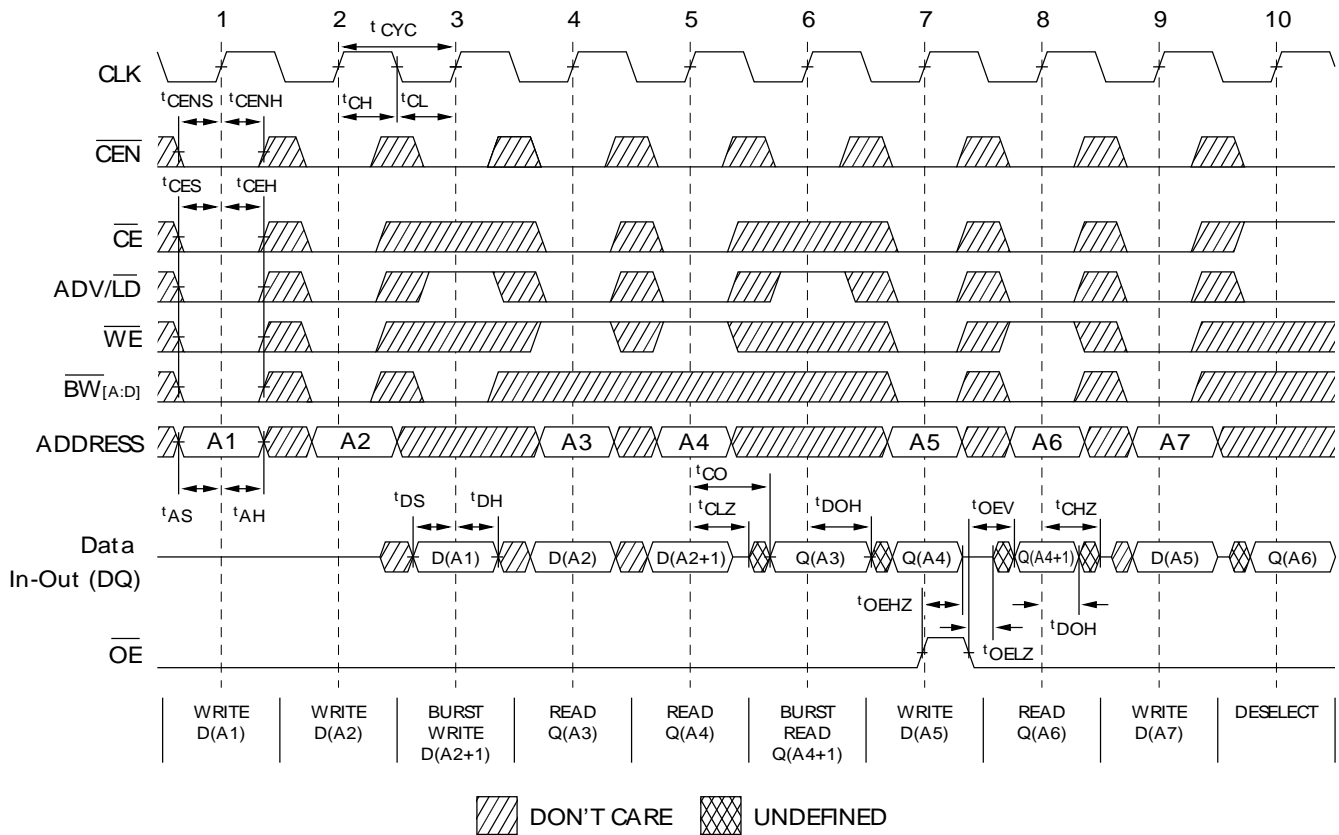 1 2 3 4 5 6 7 8 9 10
t CYC
CLK
tCENS tCENH tCH tCL
CEN
tCES tCEH
CE
ADV/LD
WE
BW[A:D]
ADDRESS A1 A2 A3 A4 A5 A6 A7
tAS tAH tDS tDH tCO tCLZ tDOH tOEV tCHZ
Data
In-Out (DQ)
D(A1) D(A2) D(A2+1) Q(A3) Q(A4) Q(A4+1) D(A5) Q(A6)
tOEHZ tDOH
tOELZ
OE
WRITE
D(A1)
WRITE
D(A2)
BURST
WRITE
D(A2+1)
READ
Q(A3)
READ
Q(A4)
BURST
READ
Q(A4+1)
WRITE
D(A5)
READ
Q(A6)
WRITE
D(A7)
DESELECT
DON'T CARE UNDEFINED